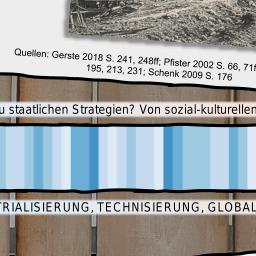 Quellen: Gerste 2018 S. 241, 248ff; Pfister 2002 S. 66, 71f
195, 213, 231; Schenk 2009 S. 176
u staatlichen Strategien? Von sozial-kulturellen
TRIALISIERUNG, TECHNISIERUNG, GLOBAL